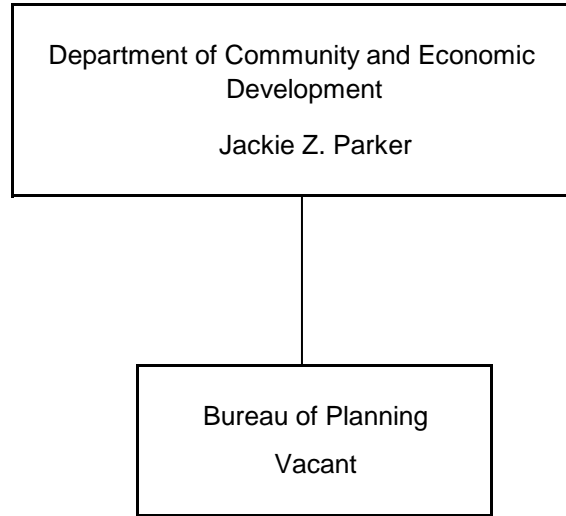 Department of Community and Economic
Development
Jackie Z. Parker
Bureau of Planning
Vacant